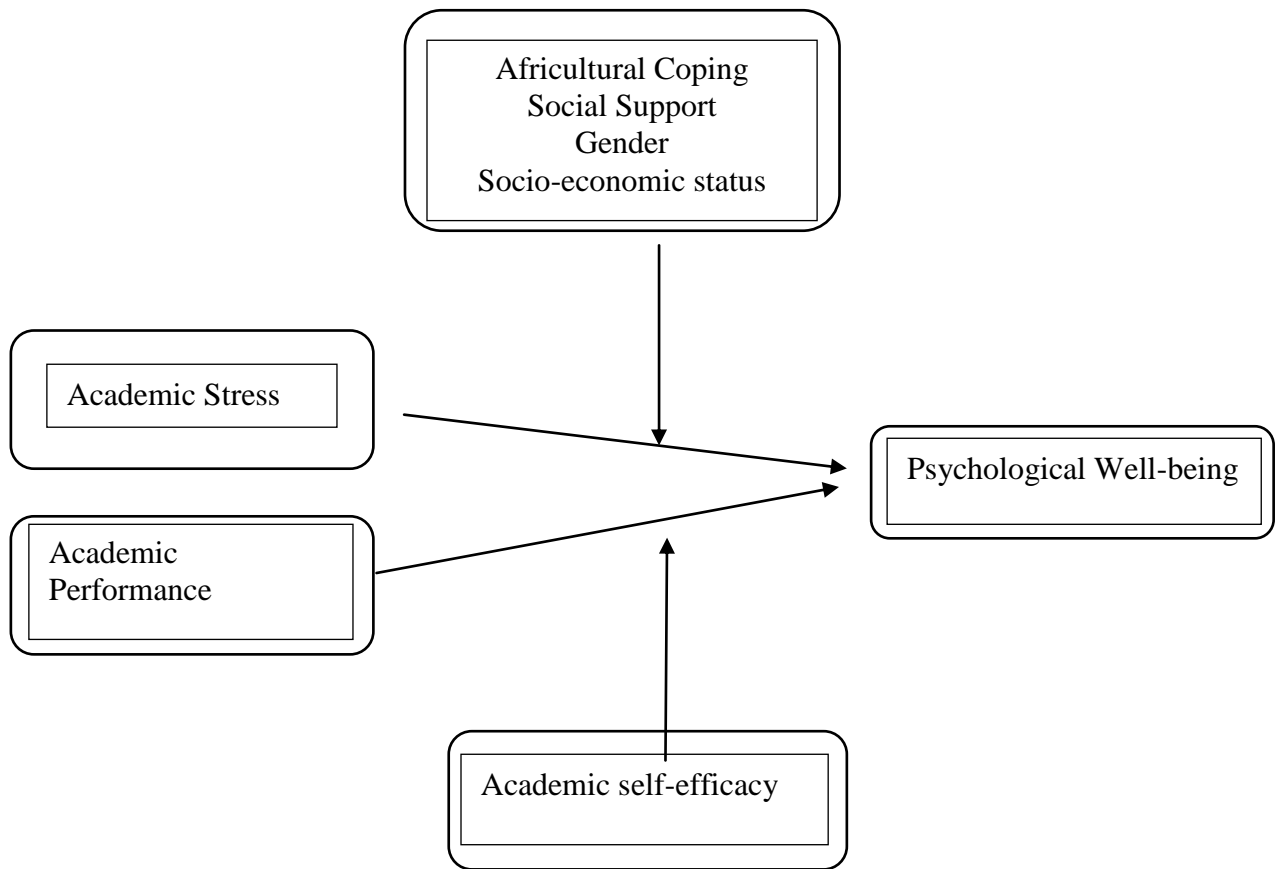 Africultural Coping
Social Support
Gender
Socio-economic status
Academic Stress
Psychological Well-being
Academic
Performance
Academic self-efficacy